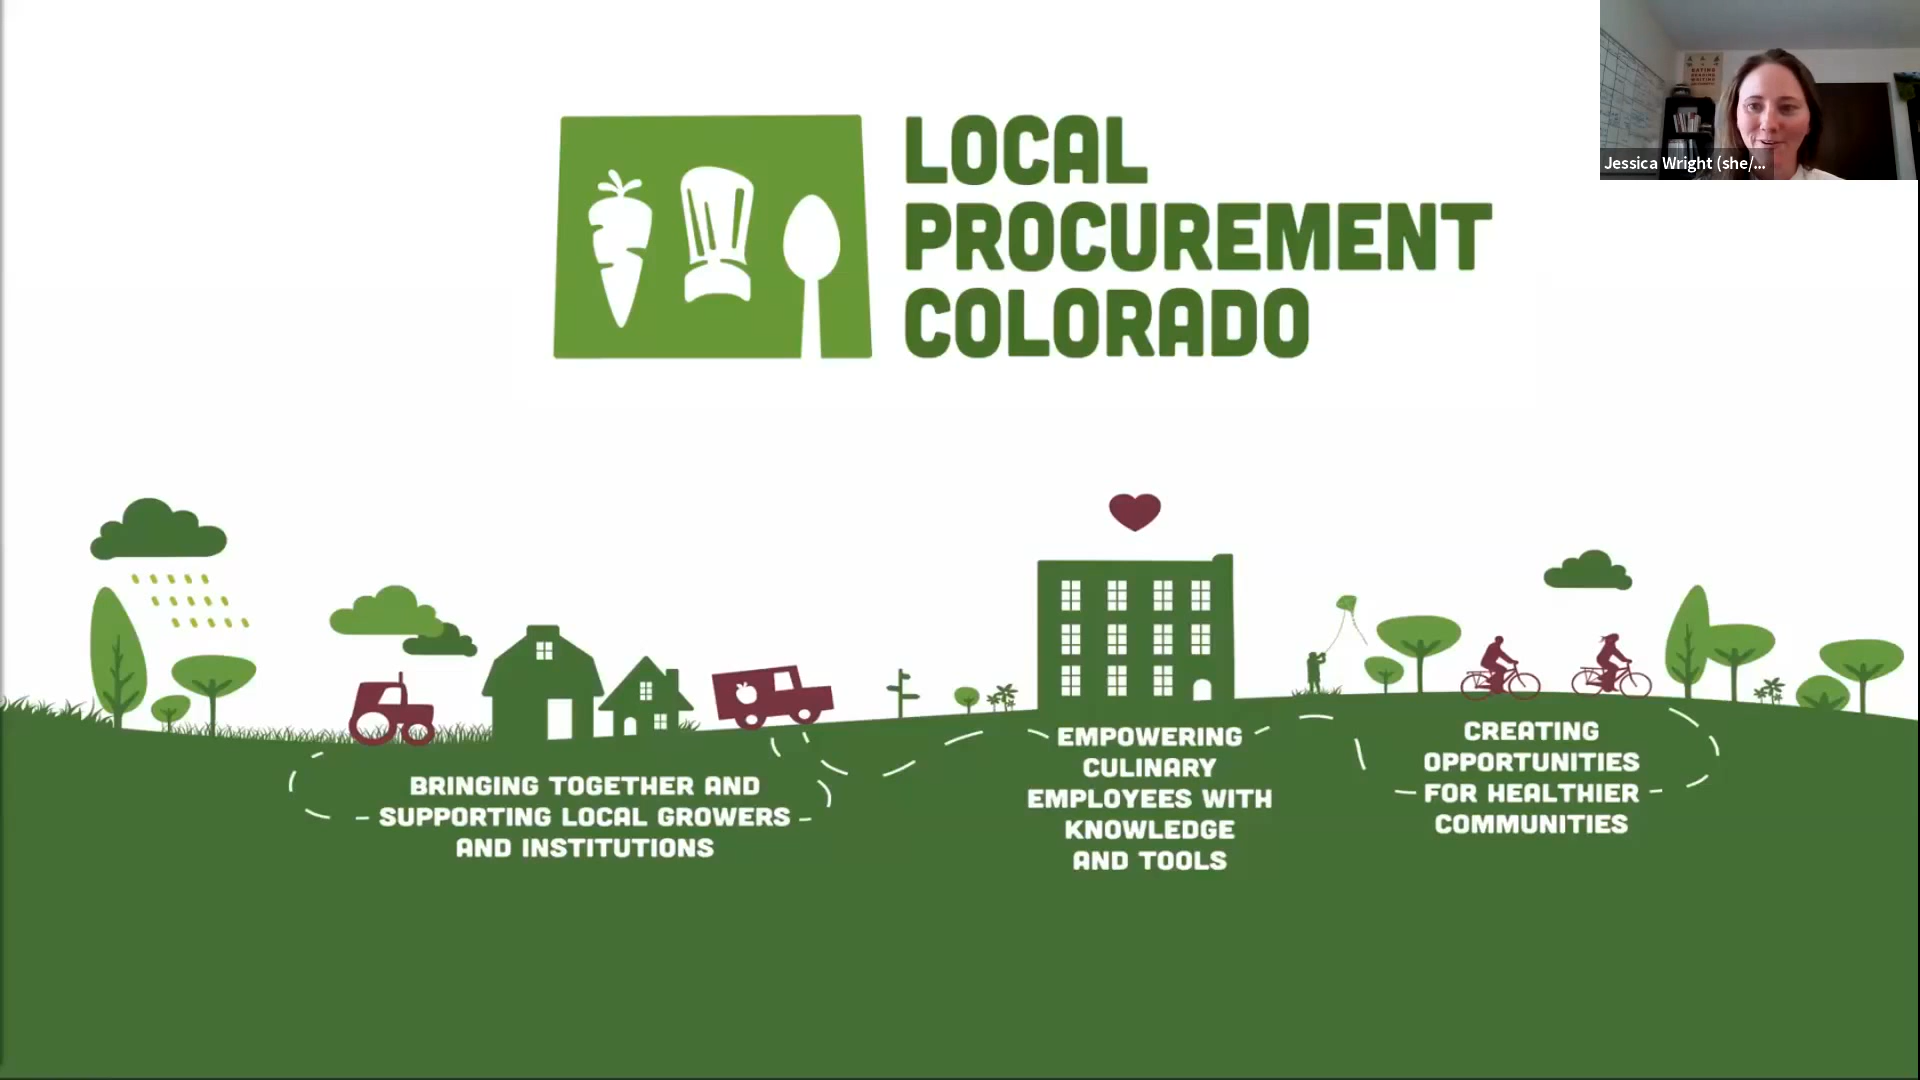 LOCAL
PROCUREMENT
COLORADO
Jessica Wright (she/...
BRINGING TOGETHER AND
SUPPORTING LOCAL GROWERS
AND INSTITUTIONS
EMPOWERING
CULINARY
EMPLOYEES WITH
KNOWLEDGE
AND TOOLS
CREATING
OPPORTUNITIES
FOR HEALTHIER
COMMUNITIES